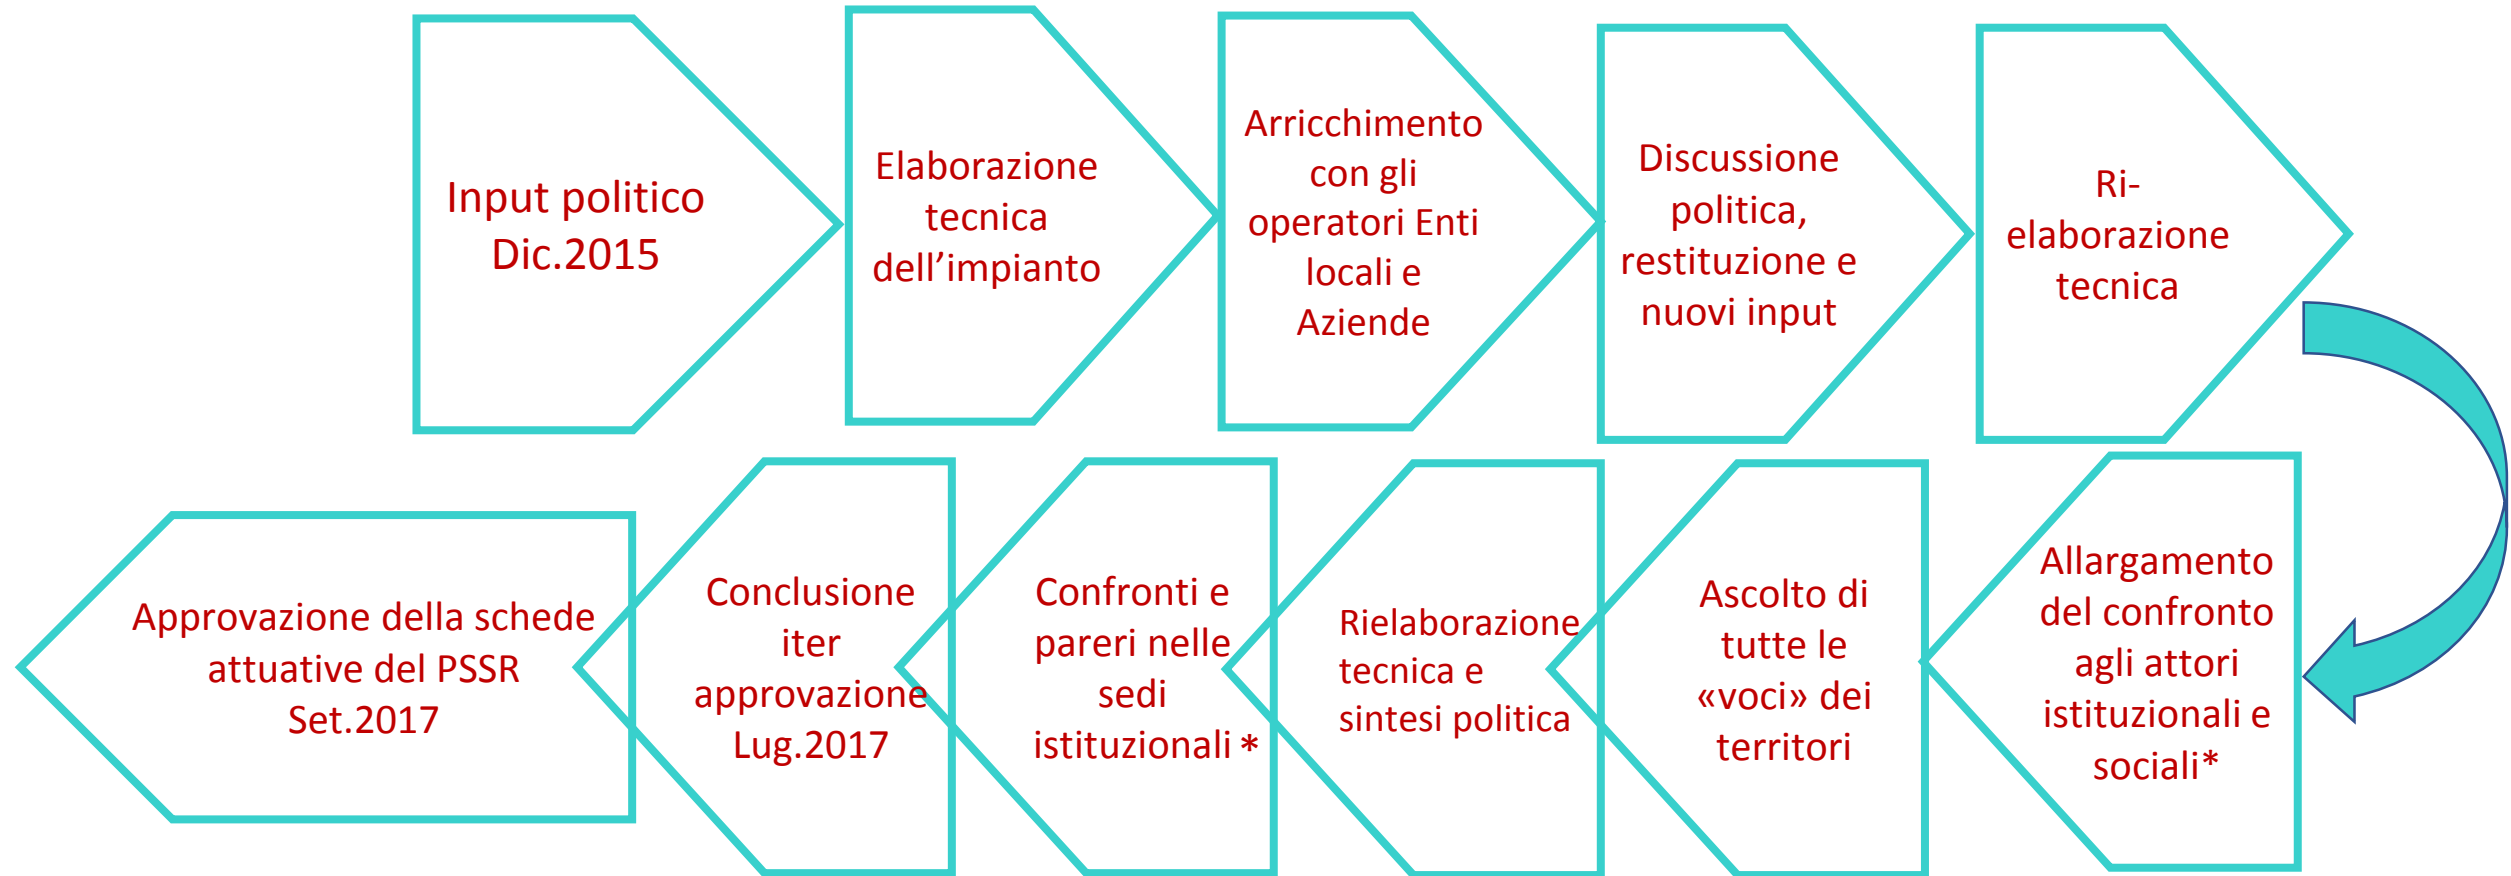 Input politico
Dic.2015
Elaborazione
tecnica
dell’impianto
Arricchimento
con gli
operatori Enti
locali e
Aziende
Discussione
politica,
restituzione e
nuovi input
Ri-
elaborazione
tecnica
Allargamento
del confronto
agli attori
istituzionali e
sociali*
Ascolto di
tutte le
«voci» dei
territori
Rielaborazione
tecnica e
sintesi politica
Confronti e
pareri nelle
sedi
istituzionali *
Conclusione
iter
approvazione
Lug.2017
Approvazione della schede
attuative del PSSR
Set.2017